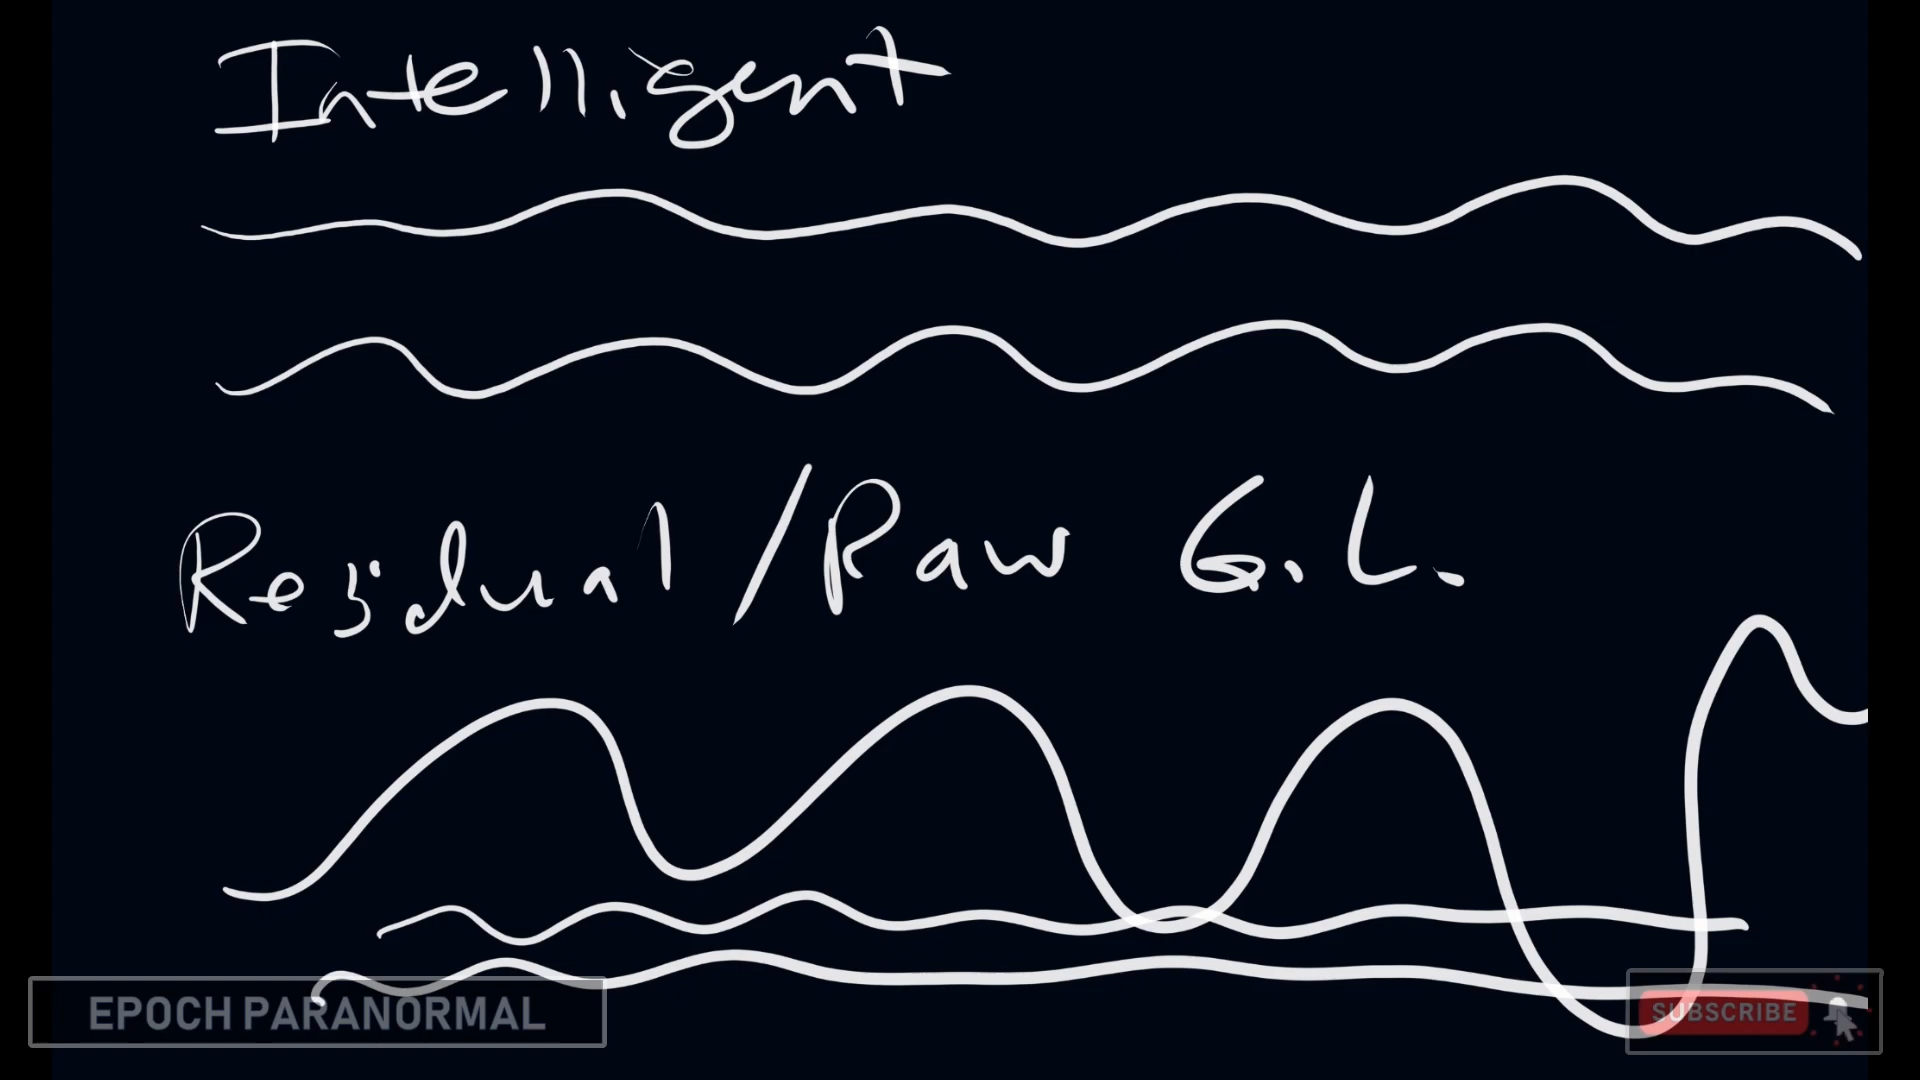 Intelligent
Residual/Raw G.L.
EPOCH PARANORMAL
SUBSCRIBE